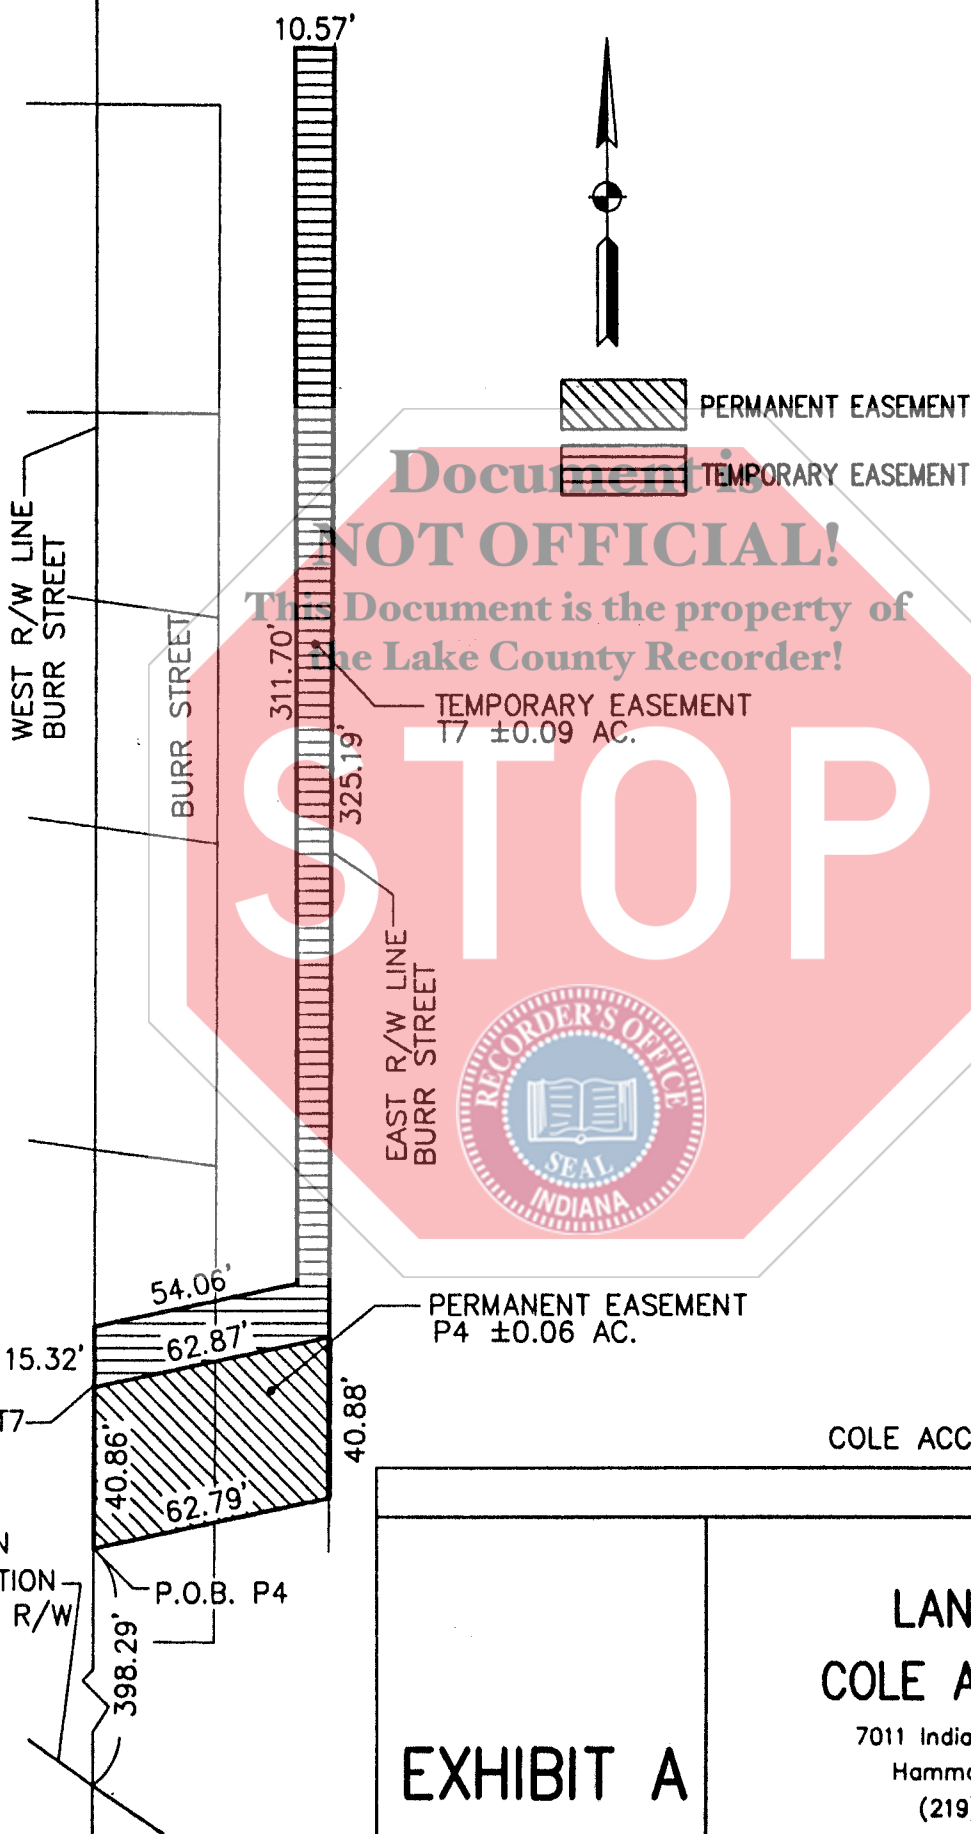 10.57'
PERMANENT EASEMENT
TEMPORARY EASEMENT
Document is
NOT OFFICIAL!
This Document is the property of
the Lake County Recorder!
STOP
WEST R/W LINE
BURR STREET
BURR STREET
311.70'
325.19'
TEMPORARY EASEMENT
T7 ±0.09 AC.
EAST R/W LINE
BURR STREET
RECORDER'S OFFICE
SEAL
INDIANA
54.06'
15.32'
62.87'
PERMANENT EASEMENT
P4 ±0.06 AC.
T7
40.86'
40.88'
62.79'
COLE ACC
N
TION
R/W
P.O.B. P4
398.29'
EXHIBIT A
LAN
COLE A
7011 India
Hammo
(219)